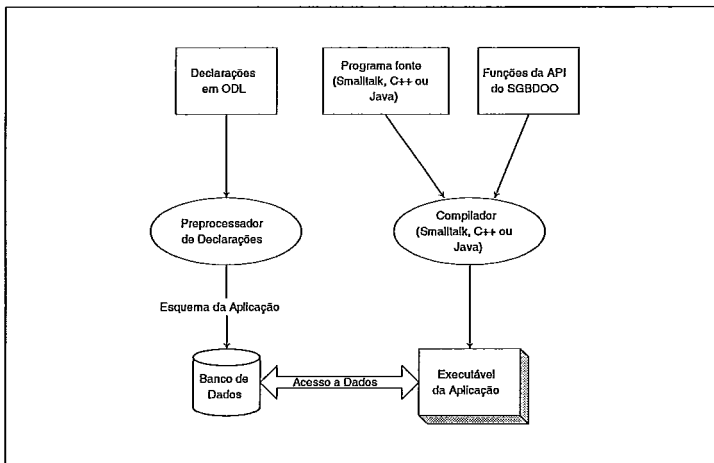 Declarações
em ODL
Programa fonte
(Smalltalk, C++ ou
Java)
Funções da API
do SGBDOO
Preprocessador
de Declarações
Compilador
(Smalltalk, C++ ou
Java)
Esquema da Aplicação
Banco de
Dados
Acesso a Dados
Executável
da Aplicação